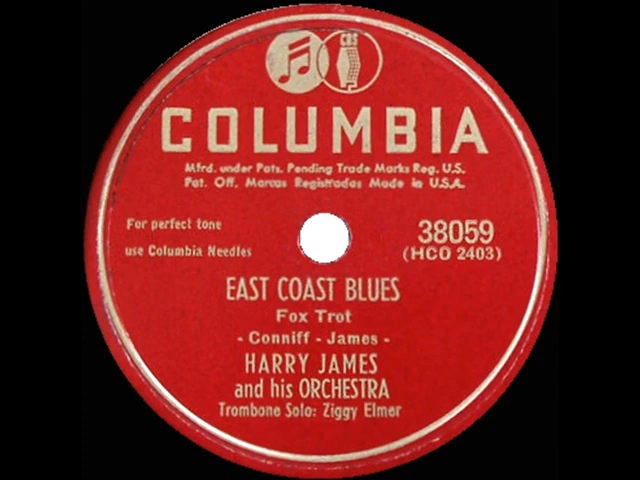 CBS
COLUMBIA
Mfrd. under Pats. Pending Trade Marks Reg. U.S.
Pat. Off. Marcas Registradas Made in U.S.A.
For perfect tone
use Columbia Needles
38059
(HCO 2403)
EAST COAST BLUES
Fox Trot
- Conniff - James -
HARRY JAMES
and his ORCHESTRA
Trombone Solo: Ziggy Elmer